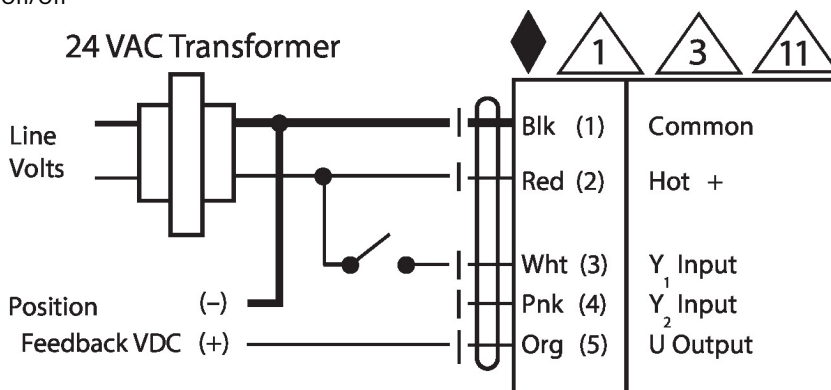 On/Off
24 VAC Transformer
1
3
11
Line
Volts
Blk (1) Common
Red (2) Hot +
Wht (3) Y1 Input
Pnk (4) Y2 Input
Org (5) U Output
Position (–)
Feedback VDC (+)